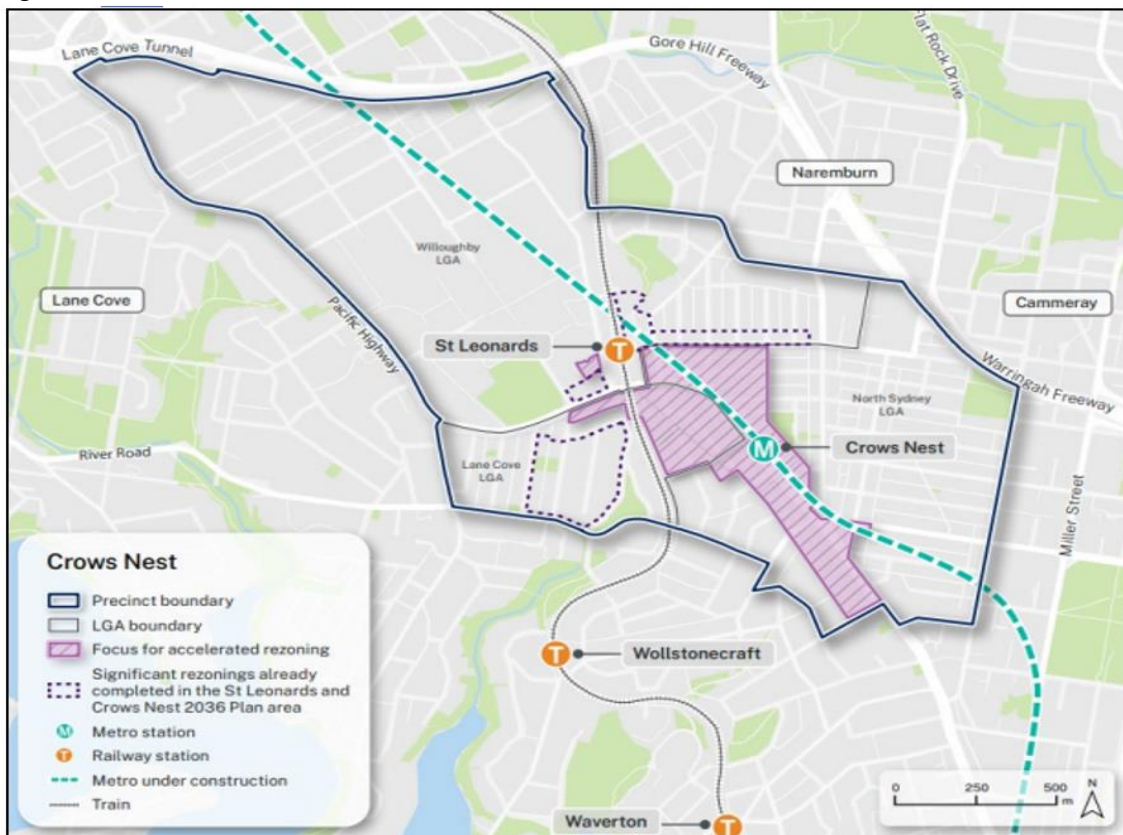 Lane Cove Tunnel
Gore Hill Freeway
Flat Rock Drive
Naremburn
Willoughby
LGA
Lane Cove
Pacific Highway
Cammeray
St Leonards
T
Warringah Freeway
North Sydney
LGA
M
Crows Nest
River Road
Lane Cove
LGA
Miller Street
Crows Nest
Precinct boundary
LGA boundary
Focus for accelerated rezoning
Significant rezonings already
completed in the St Leonards and
Crows Nest 2036 Plan area
M
Metro station
T
Railway station
Metro under construction
Train
T
Wollstonecraft
Waverton
T
0 250 500
m
N